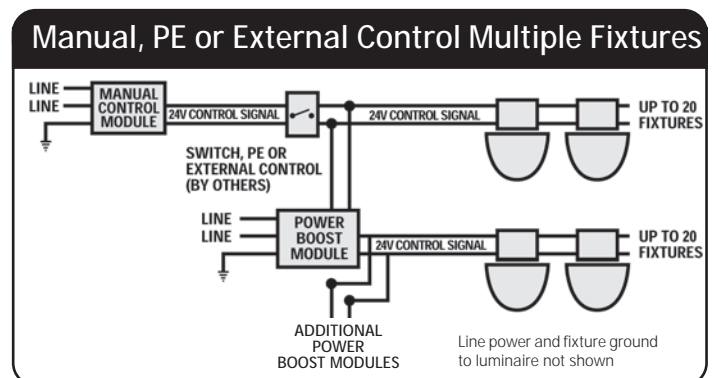 Manual, PE or External Control Multiple Fixtures
LINE
LINE
MANUAL
CONTROL
MODULE
24V CONTROL SIGNAL
24V CONTROL SIGNAL
UP TO 20
FIXTURES
SWITCH, PE OR
EXTERNAL CONTROL
(BY OTHERS)
LINE
LINE
POWER
BOOST
MODULE
24V CONTROL SIGNAL
UP TO 20
FIXTURES
ADDITIONAL
POWER
BOOST MODULES
Line power and fixture ground
to luminaire not shown